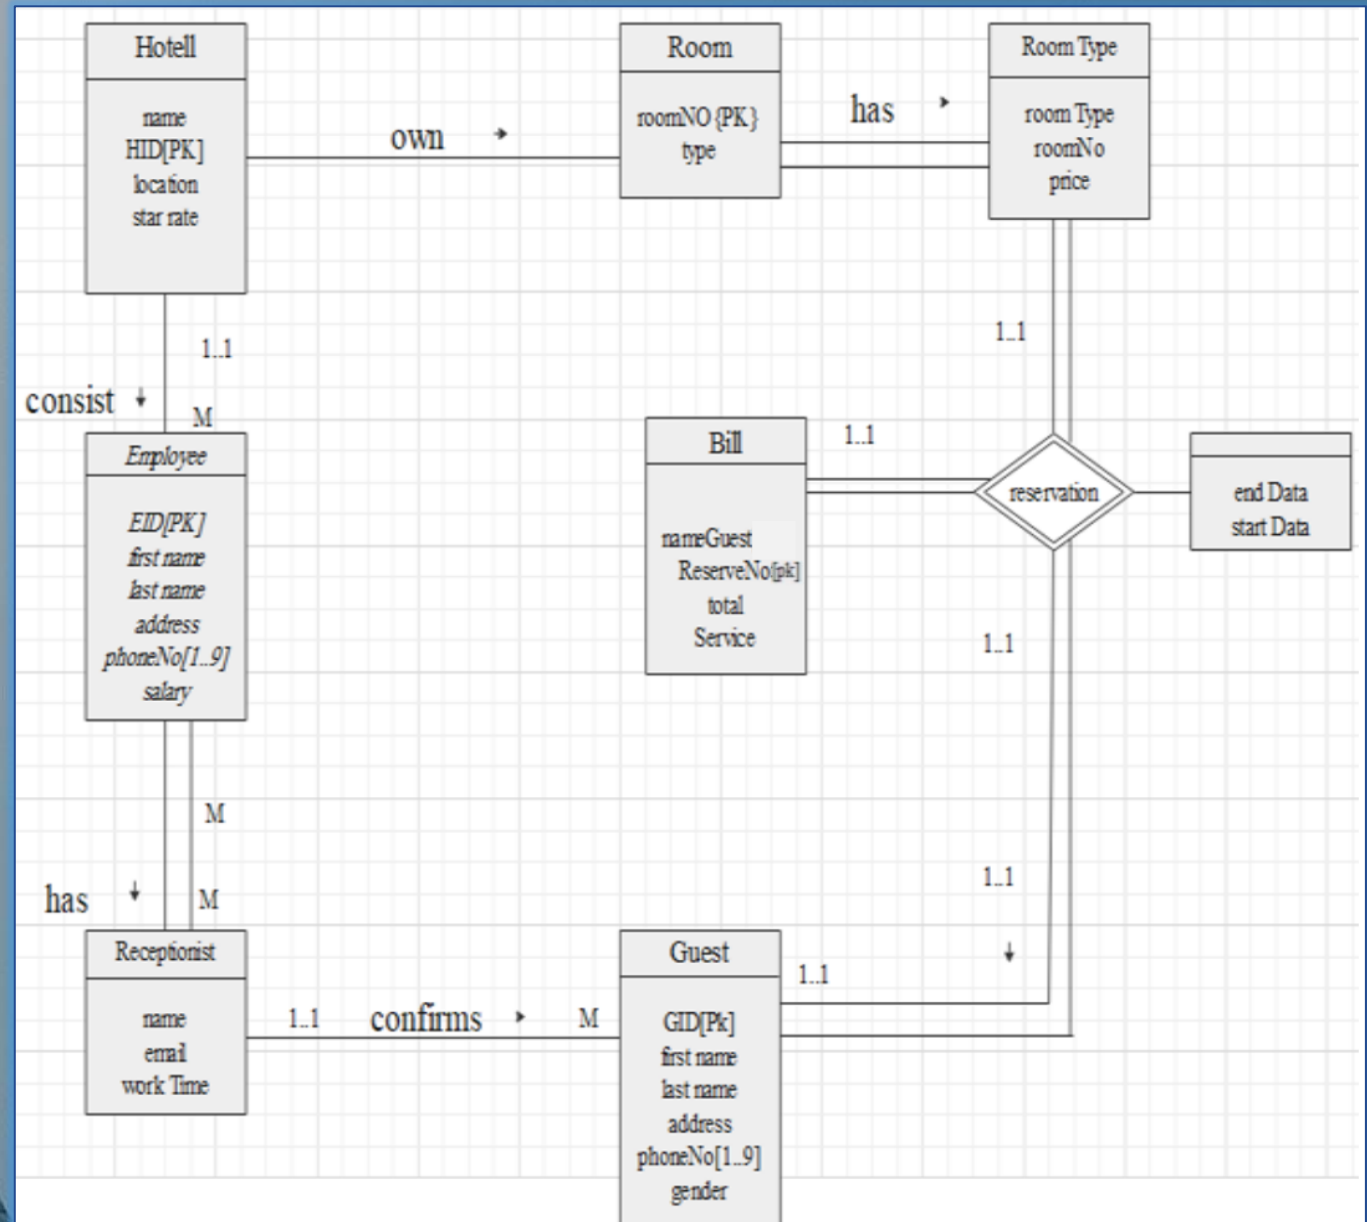 Hotell
name
HID[PK]
location
star rate
own
Room
roomNO{PK}
type
has
Room Type
room Type
roomNo
price
1..1
consist
M
Employee
EID[PK]
first name
last name
address
phoneNo[1..9]
salary
1..1
Bill
nameGuest
ReserveNo[pk]
total
Service
1..1
reservation
end Data
start Data
1..1
M
has
M
Receptionist
name
email
work Time
1..1
confirms
M
Guest
GID[Pk]
first name
last name
address
phoneNo[1..9]
gender
1..1
1..1